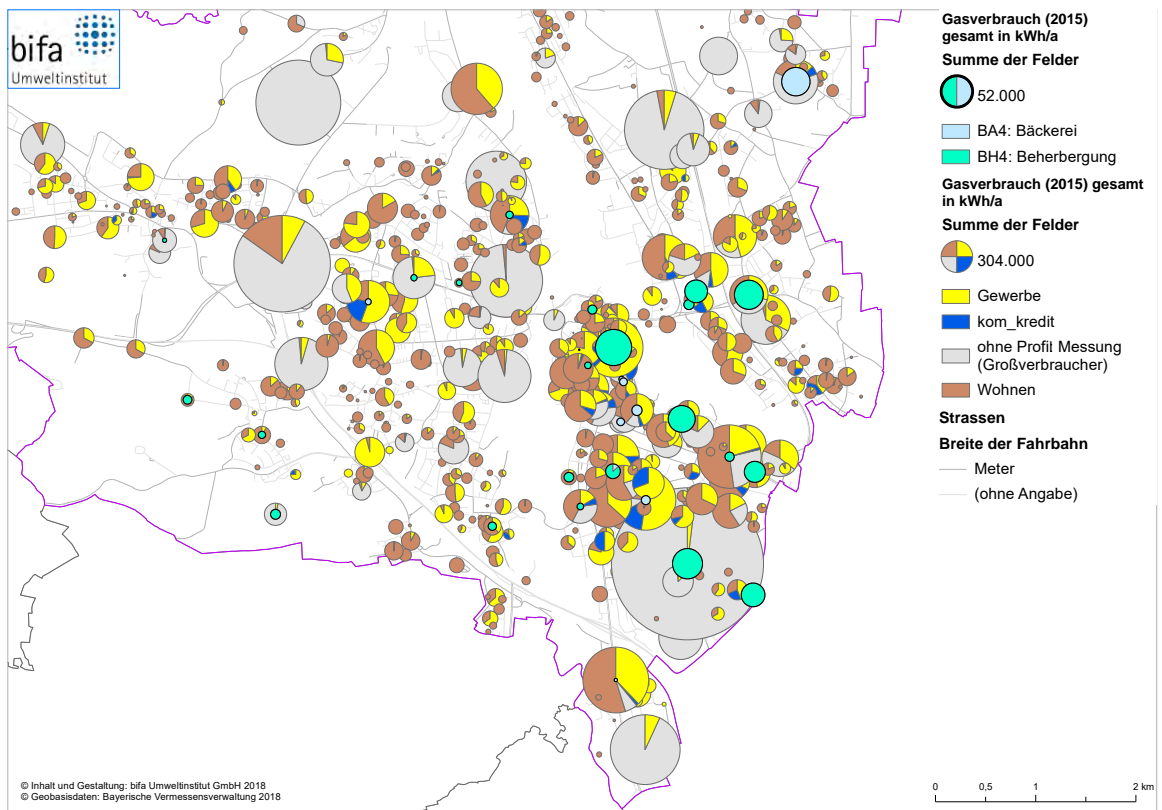 bifa
Umweltinstitut
Gasverbrauch (2015)
gesamt in kWh/a
Summe der Felder
52.000
BA4: Bäckerei
BH4: Beherbergung
Gasverbrauch (2015) gesamt
in kWh/a
Summe der Felder
304.000
Gewerbe
kom_kredit
ohne Profil Messung
(Großverbraucher)
Wohnen
Strassen
Breite der Fahrbahn
Meter
(ohne Angabe)
© Inhalt und Gestaltung: bifa Umweltinstitut GmbH 2018
© Geobasisdaten: Bayerische Vermessensverwaltung 2018
0 0,5 1 2 km